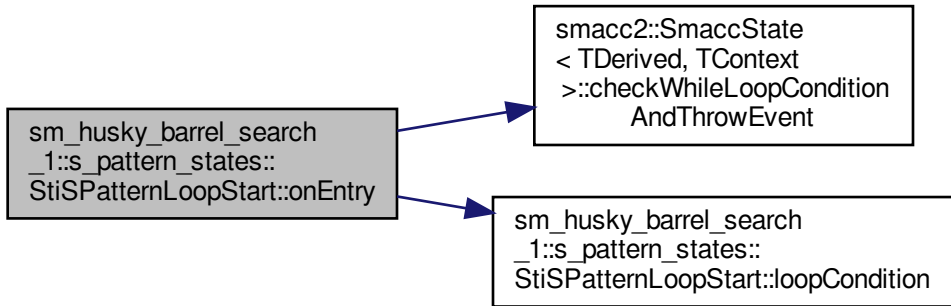 sm_husky_barrel_search
_1::s_pattern_states::
StiSPatternLoopStart::onEntry
smacc2::SmaccState
< TDerived, TContext
>::checkWhileLoopCondition
AndThrowEvent
sm_husky_barrel_search
_1::s_pattern_states::
StiSPatternLoopStart::loopCondition